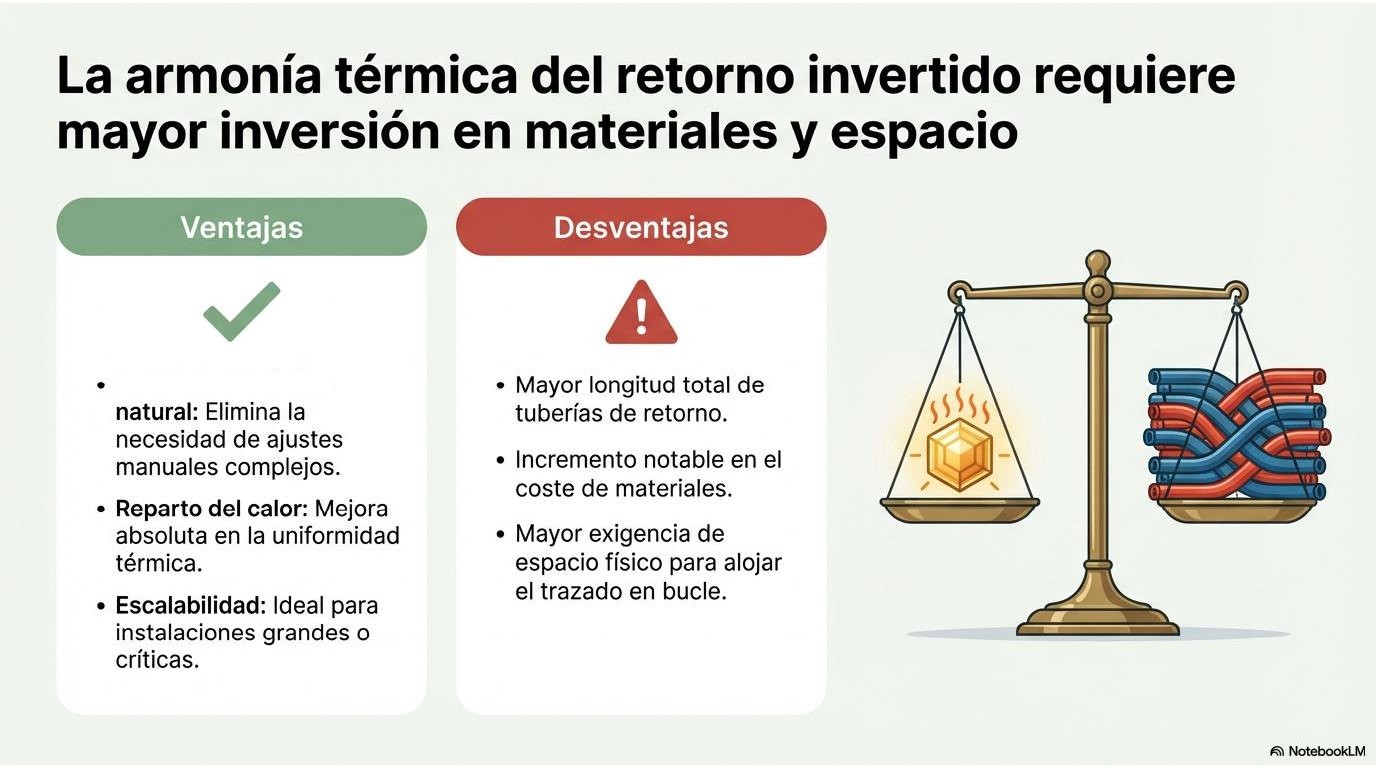 La armonía térmica del retorno invertido requiere
mayor inversión en materiales y espacio
Ventajas
•
natural: Elimina la
necesidad de ajustes
manuales complejos.
• Reparto del calor: Mejora
absoluta en la uniformidad
térmica.
• Escalabilidad: Ideal para
instalaciones grandes o
críticas.
Desventajas
• Mayor longitud total de
tuberías de retorno.
• Incremento notable en el
coste de materiales.
• Mayor exigencia de
espacio físico para alojar
el trazado en bucle.
NotebookLM